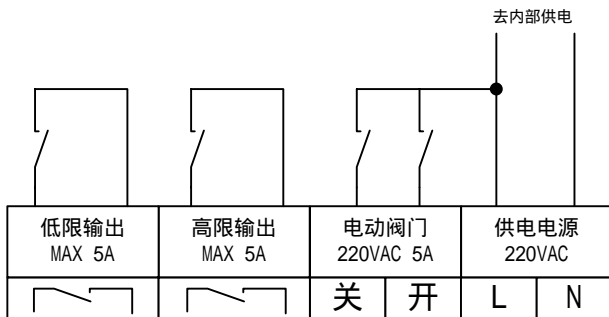 去内部供电
低限输出
MAX 5A
高限输出
MAX 5A
电动阀门
220VAC 5A
供电电源
220VAC
关
开
L
N